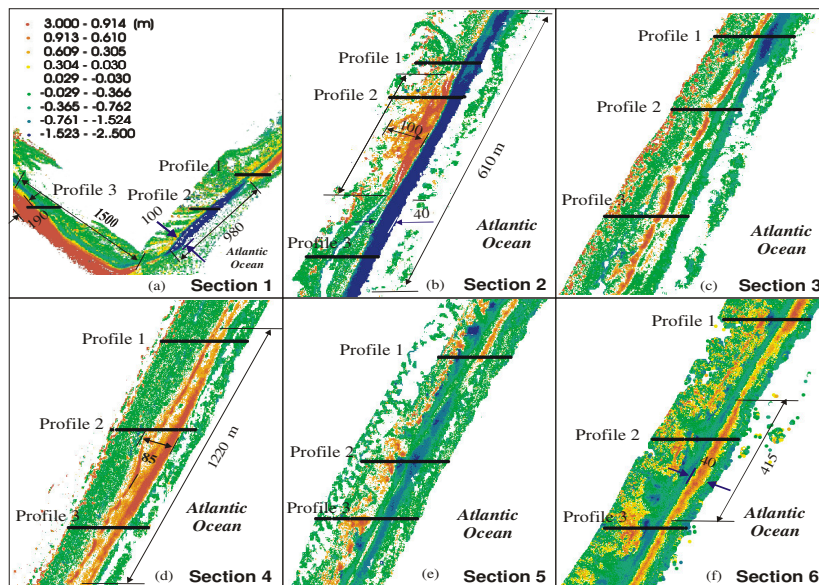 3.000 - 0.914 (m)
0.913 - 0.610
0.609 - 0.305
0.304 - 0.030
0.029 - -0.030
-0.029 - -0.366
-0.365 - -0.762
-0.761 - -1.524
-1.523 - -2.500
Profile 1
Profile 2
Profile 3
190
1500
100
980
Atlantic
Ocean
(a)
Section 1
Profile 1
Profile 2
400
610 m
40
Profile 3
Atlantic
Ocean
(b)
Section 2
Profile 1
Profile 2
Profile 3
Atlantic
Ocean
(c)
Section 3
Profile 1
Profile 2
85
1220 m
Profile 3
Atlantic
Ocean
(d)
Section 4
Profile 1
Profile 2
Profile 3
Atlantic
Ocean
(e)
Section 5
Profile 1
Profile 2
40
415
Profile 3
Atlantic
Ocean
(f)
Section 6